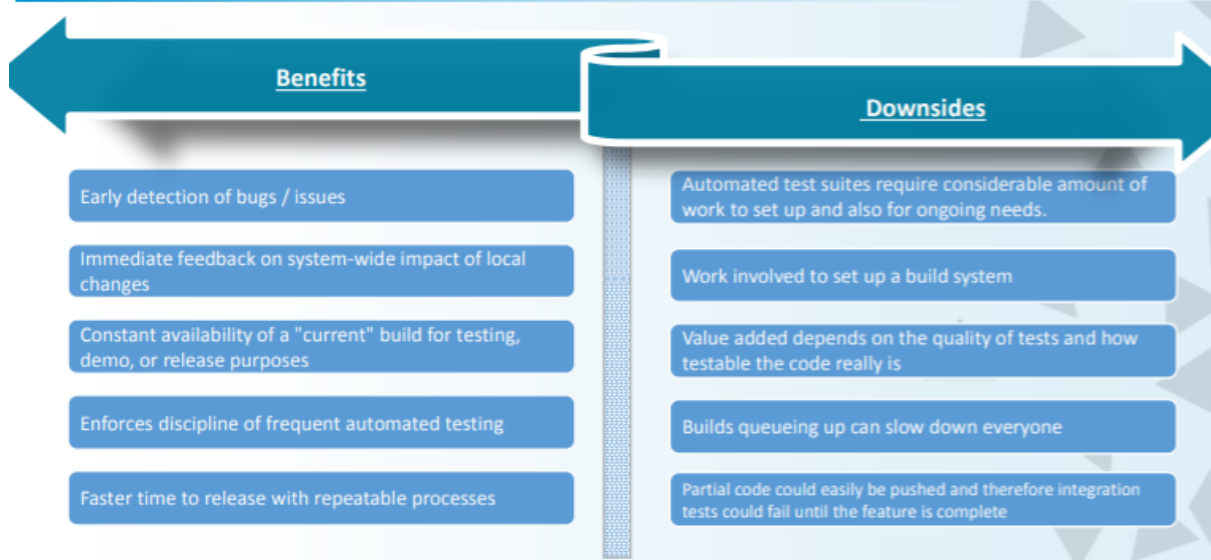 Benefits
Downsides
Early detection of bugs / issues
Immediate feedback on system-wide impact of local
changes
Constant availability of a "current" build for testing,
demo, or release purposes
Enforces discipline of frequent automated testing
Faster time to release with repeatable processes
Automated test suites require considerable amount of
work to set up and also for ongoing needs.
Work involved to set up a build system
Value added depends on the quality of tests and how
testable the code really is
Builds queueing up can slow down everyone
Partial code could easily be pushed and therefore integration
tests could fail until the feature is complete